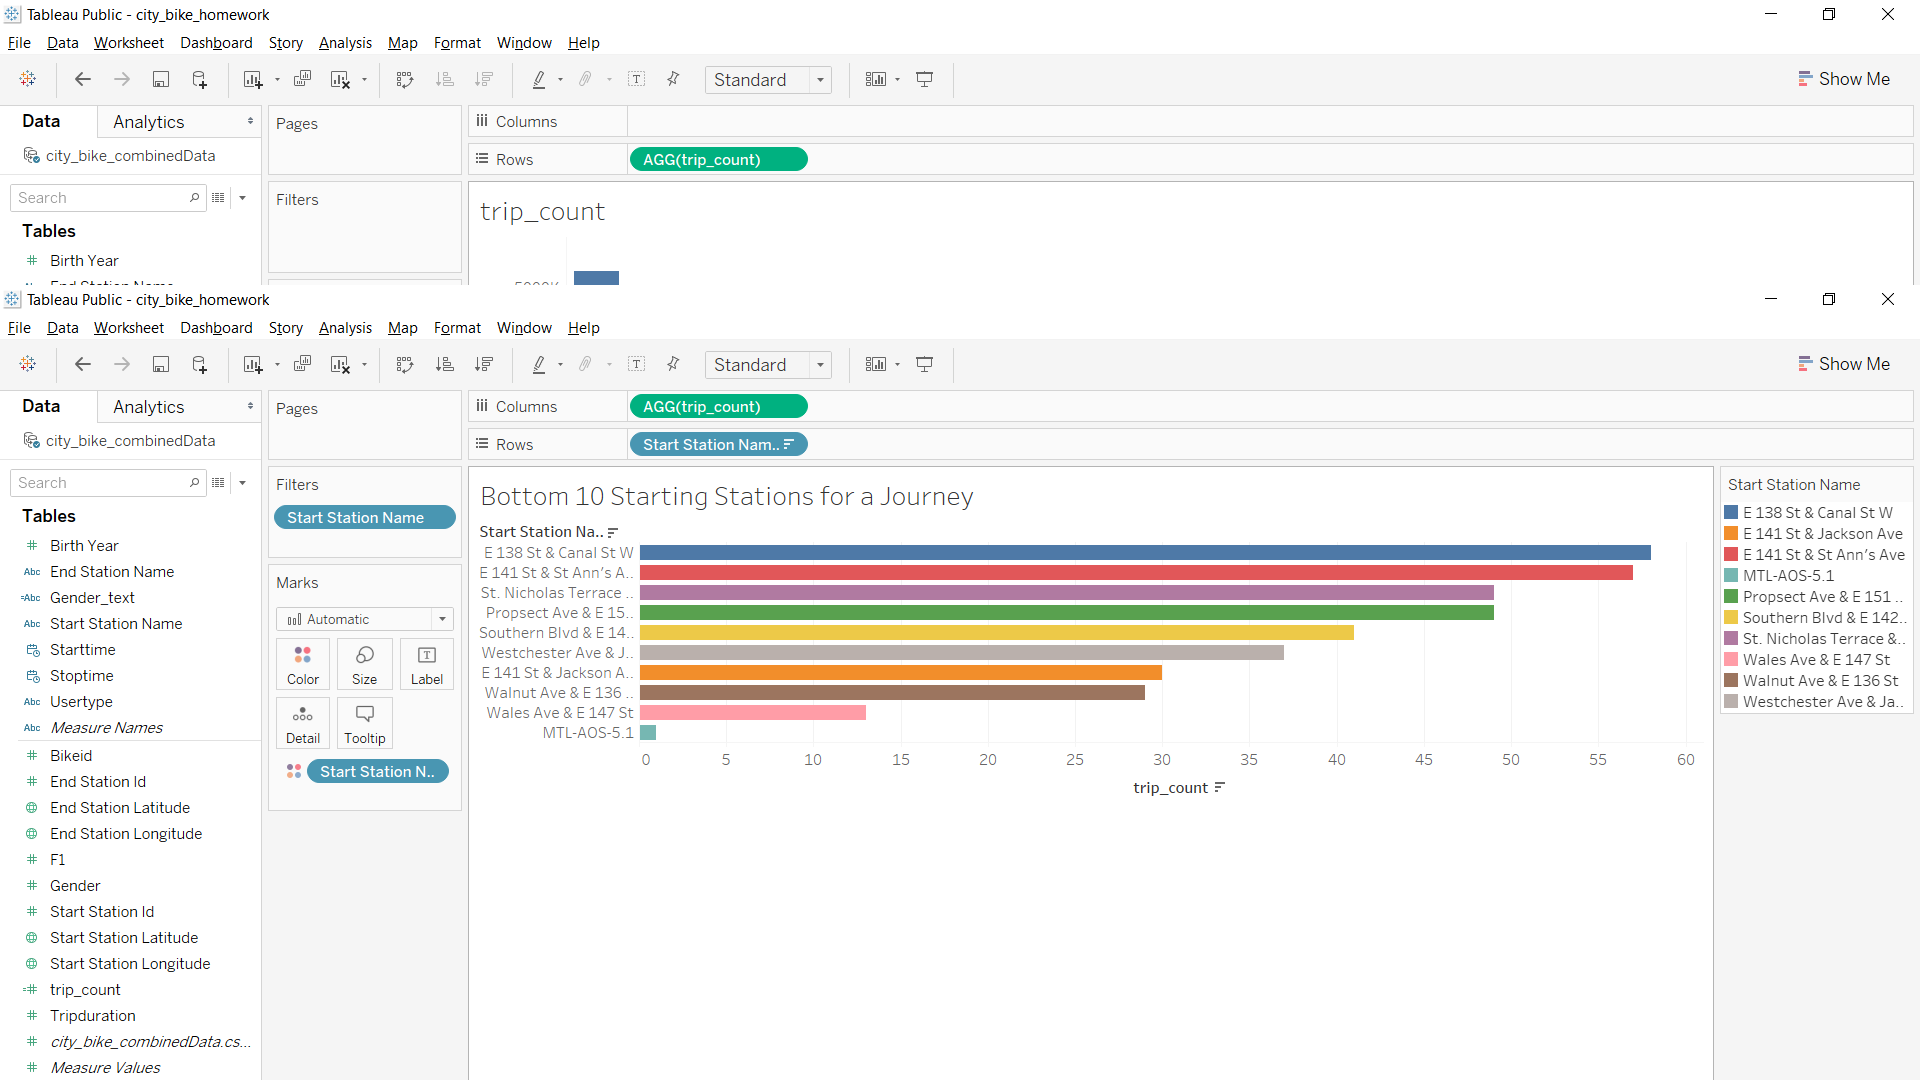 Tableau Public - city_bike_homework
File Data Worksheet Dashboard Story Analysis Map Format Window Help
Standard
Show Me
Data Analytics
Pages
Columns
city_bike_combinedData
Rows AGG(trip_count)
Search
Filters
trip_count
Tables
Birth Year
Tableau Public - city_bike_homework
File Data Worksheet Dashboard Story Analysis Map Format Window Help
Standard
Show Me
Data Analytics
Pages
Columns AGG(trip_count)
city_bike_combinedData
Rows Start Station Nam..
Search
Tables
Birth Year
Abc End Station Name
=Abc Gender_text
Abc Start Station Name
Starttime
Stoptime
Abc Usertype
Abc Measure Names
Bikeid
End Station Id
End Station Latitude
End Station Longitude
F1
Gender
Start Station Id
Start Station Latitude
Start Station Longitude
trip_count
Tripduration
city_bike_combinedData.cs...
Measure Values
Filters
Start Station Name
Marks
Automatic
Color Size Label
Detail Tooltip
Start Station N..
Bottom 10 Starting Stations for a Journey
Start Station Na..
E 138 St & Canal St W
E 141 St & St Ann's A..
St. Nicholas Terrace ..
Propsect Ave & E 15..
Southern Blvd & E 14..
Westchester Ave & J..
E 141 St & Jackson A..
Walnut Ave & E 136 ..
Wales Ave & E 147 St
MTL-AOS-5.1
0 5 10 15 20 25 30 35 40 45 50 55 60
trip_count
Start Station Name
E 138 St & Canal St W
E 141 St & Jackson Ave
E 141 St & St Ann's Ave
MTL-AOS-5.1
Propsect Ave & E 151 ..
Southern Blvd & E 142..
St. Nicholas Terrace &..
Wales Ave & E 147 St
Walnut Ave & E 136 St
Westchester Ave & Ja..